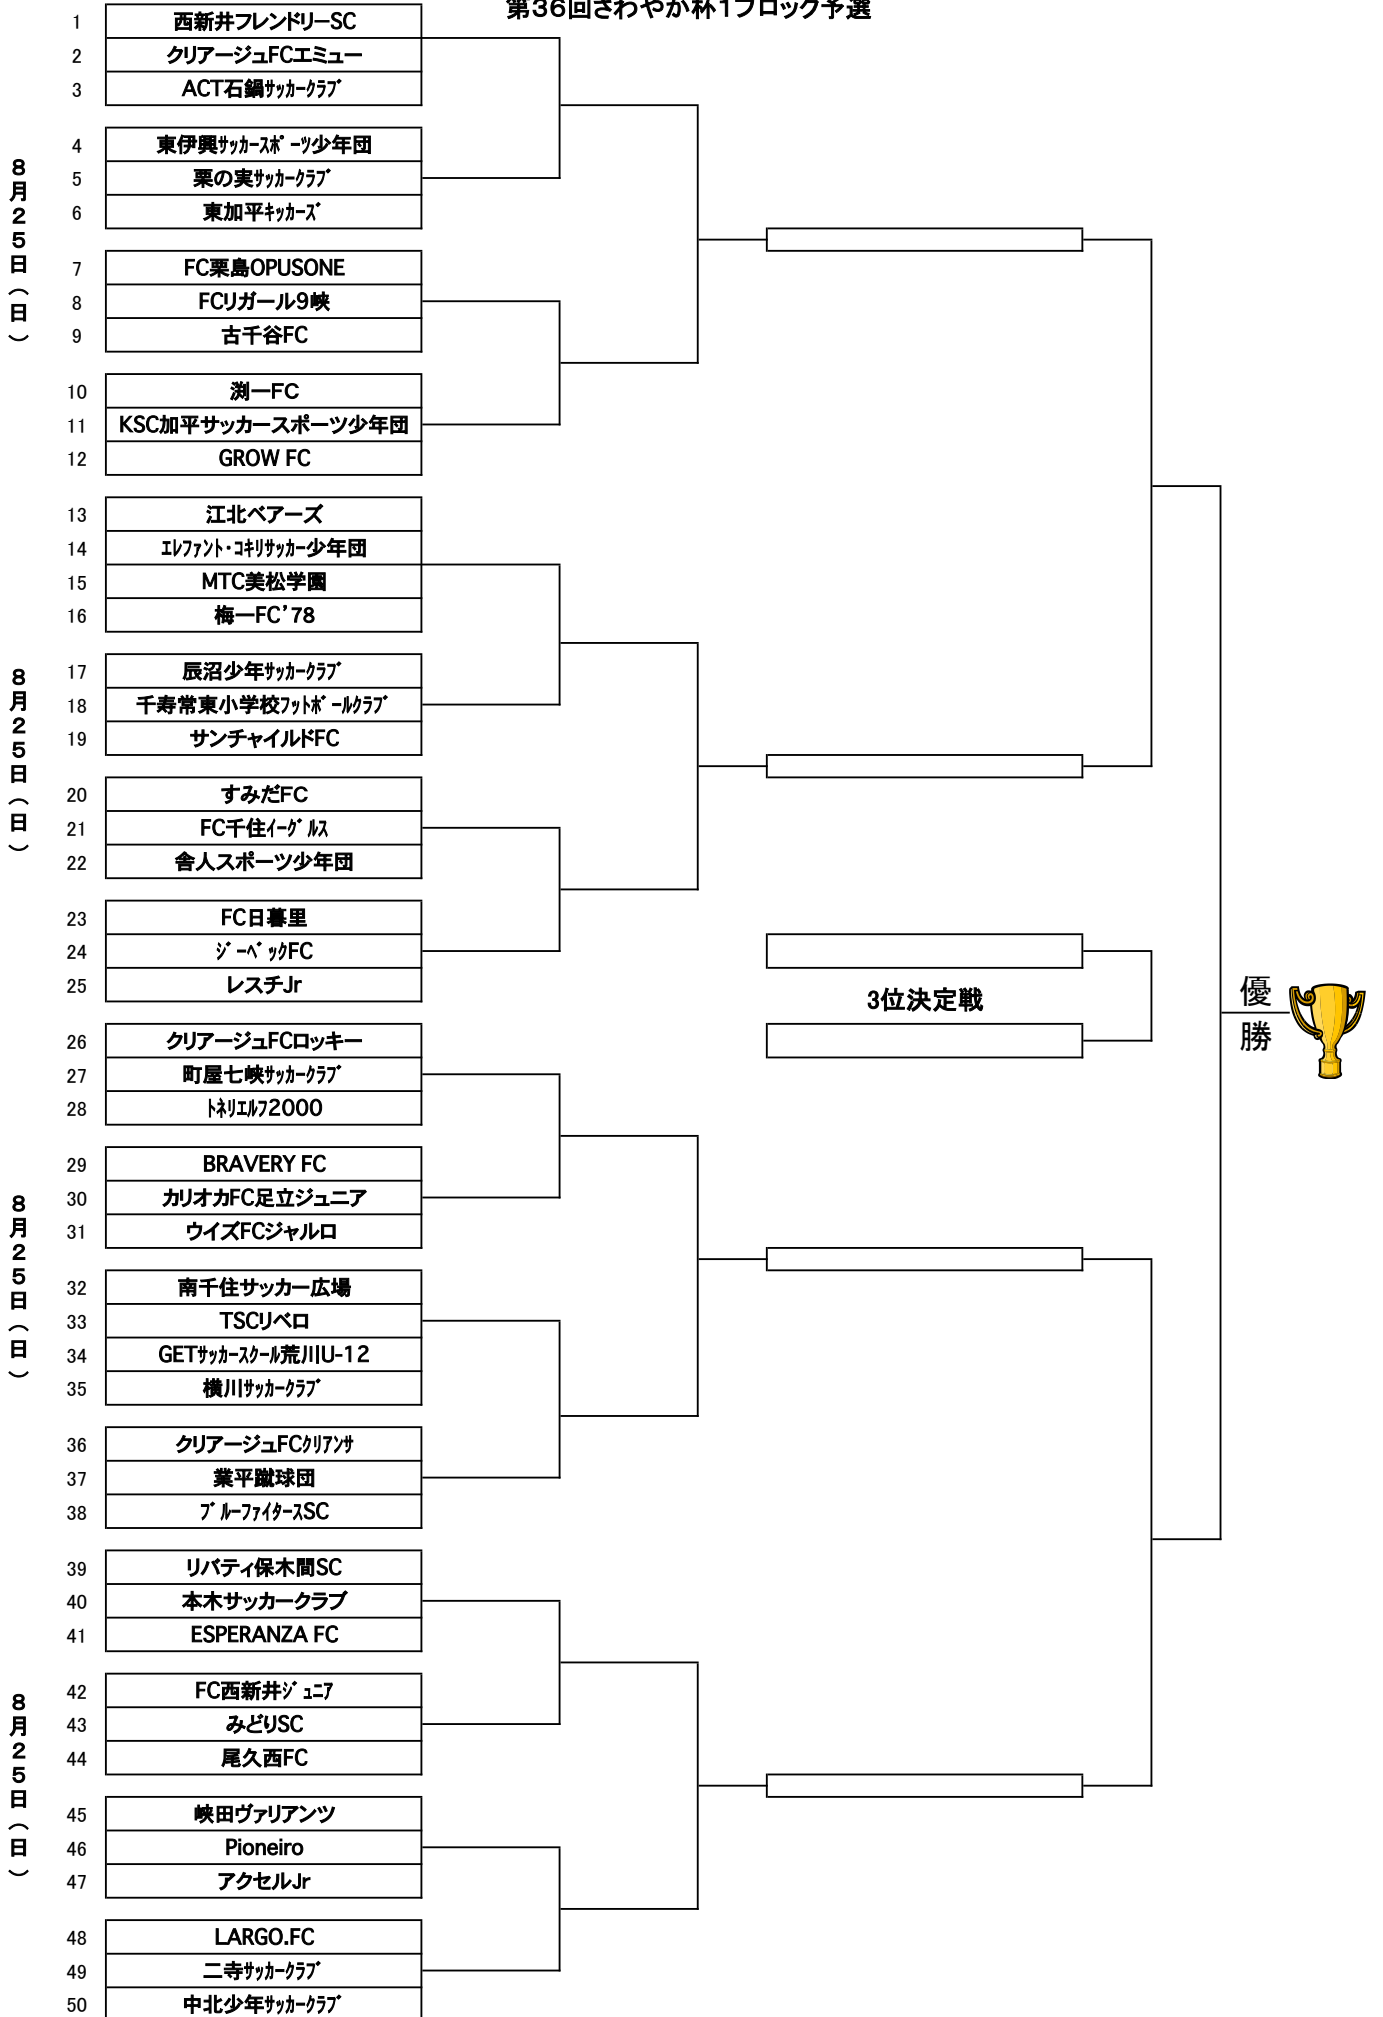 第36回さわやか杯1ブロック予選
1 西新井フレンドリーSC
2 クリアージュFCエミュー
3 ACT石鍋ｻｯｶｰｸﾗﾌﾞ
8月25日（日）
4 東伊興ｻｯｶｰｽﾎﾟｰﾂ少年団
5 栗の実ｻｯｶｰｸﾗﾌﾞ
6 東加平ｷｯｶｰｽﾞ
7 FC栗島OPUSONE
8 FCリガール9峡
9 古千谷FC
10 渕一FC
11 KSC加平サッカースポーツ少年団
12 GROW FC
13 江北ベアーズ
14 ｴﾚﾌｧﾝﾄ・ｺｷﾘｻｯｶｰ少年団
15 MTC美松学園
16 梅一FC’78
8月25日（日）
17 辰沼少年ｻｯｶｰｸﾗﾌﾞ
18 千寿常東小学校ﾌｯﾄﾎﾞｰﾙｸﾗﾌﾞ
19 サンチャイルドFC
20 すみだFC
21 FC千住ｲｰｸﾞﾙｽ
22 舎人スポーツ少年団
23 FC日暮里
24 ｼﾞｰﾍﾞｯｸFC
25 レスチJr
3位決定戦
優勝
26 クリアージュFCロッキー
27 町屋七峡ｻｯｶｰｸﾗﾌﾞ
28 ﾄﾈﾘｴﾙﾌ2000
29 BRAVERY FC
30 カリオカFC足立ジュニア
31 ウイズFCジャルロ
8月25日（日）
32 南千住サッカー広場
33 TSCリベロ
34 GETｻｯｶｰｽｸｰﾙ荒川U-12
35 横川ｻｯｶｰｸﾗﾌﾞ
36 クリアージュFCｸﾘｱﾝｻ
37 業平蹴球団
38 ﾌﾞﾙｰﾌｧｲﾀｰｽSC
39 リバティ保木間SC
40 本木サッカークラブ
41 ESPERANZA FC
42 FC西新井ｼﾞｭﾆｱ
43 みどりSC
44 尾久西FC
8月25日（日）
45 峡田ヴァリアンツ
46 Pioneiro
47 アクセルJr
48 LARGO.FC
49 二寺ｻｯｶｰｸﾗﾌﾞ
50 中北少年ｻｯｶｰｸﾗﾌﾞ